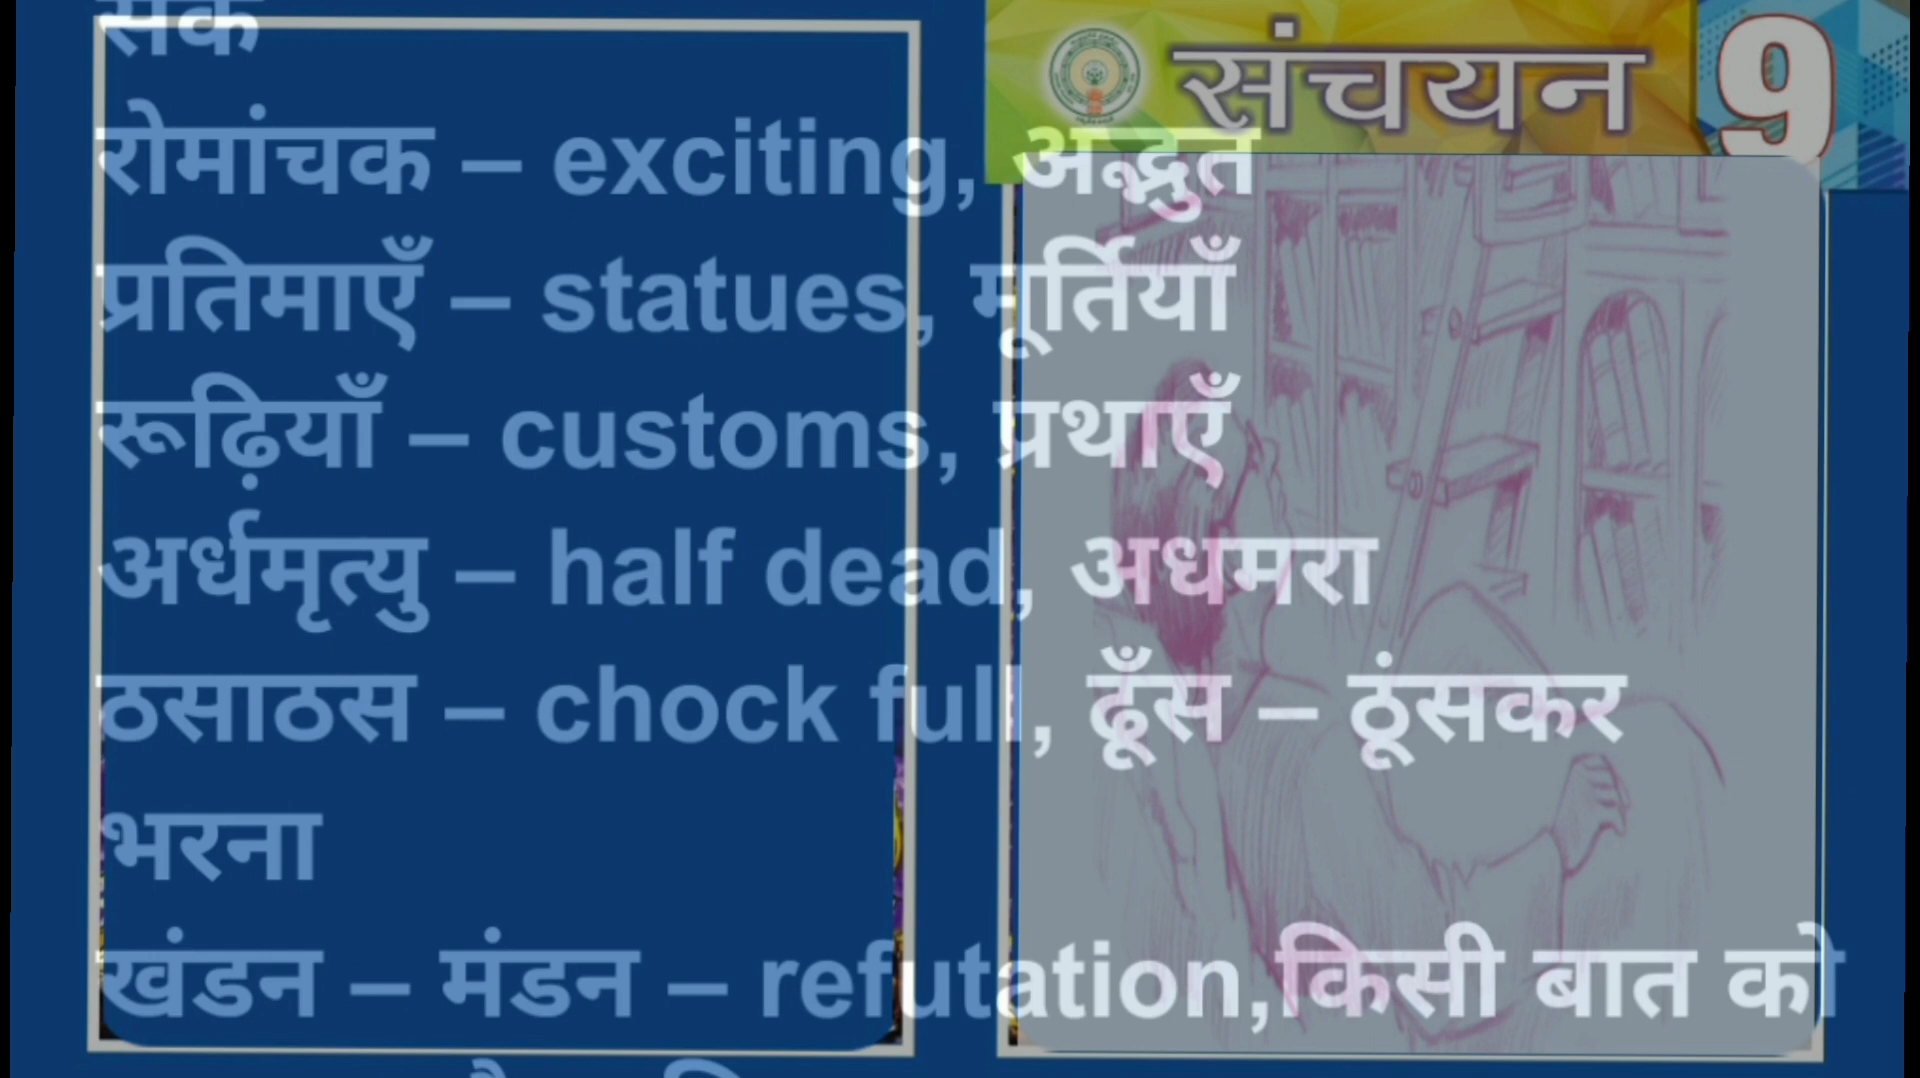 सके
संचयन 9
रोमांचक – exciting, अद्भुत
प्रतिमाएँ – statues, मूर्तियाँ
रूढ़ियाँ – customs, प्रथाएँ
अर्धमृत्यु – half dead, अधमरा
ठसाठस – chock full, ढूँस – ठूंसकर
भरना
खंडन – मंडन – refutation,किसी बात को